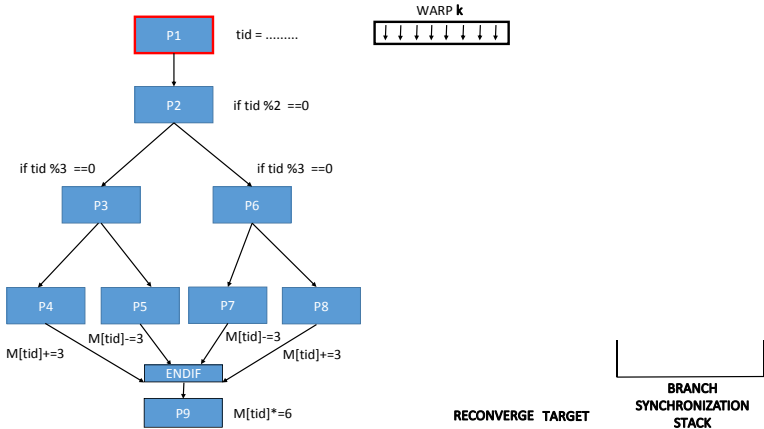 WARP k
P1 tid = .........
P2 if tid %2 ==0
if tid %3 ==0 if tid %3 ==0
P3 P6
P4 P5 P7 P8
M[tid]+=3 M[tid]-=3 M[tid]-=3 M[tid]+=3
ENDIF
P9 M[tid]*=6
RECONVERGE TARGET
BRANCH
SYNCHRONIZATION
STACK